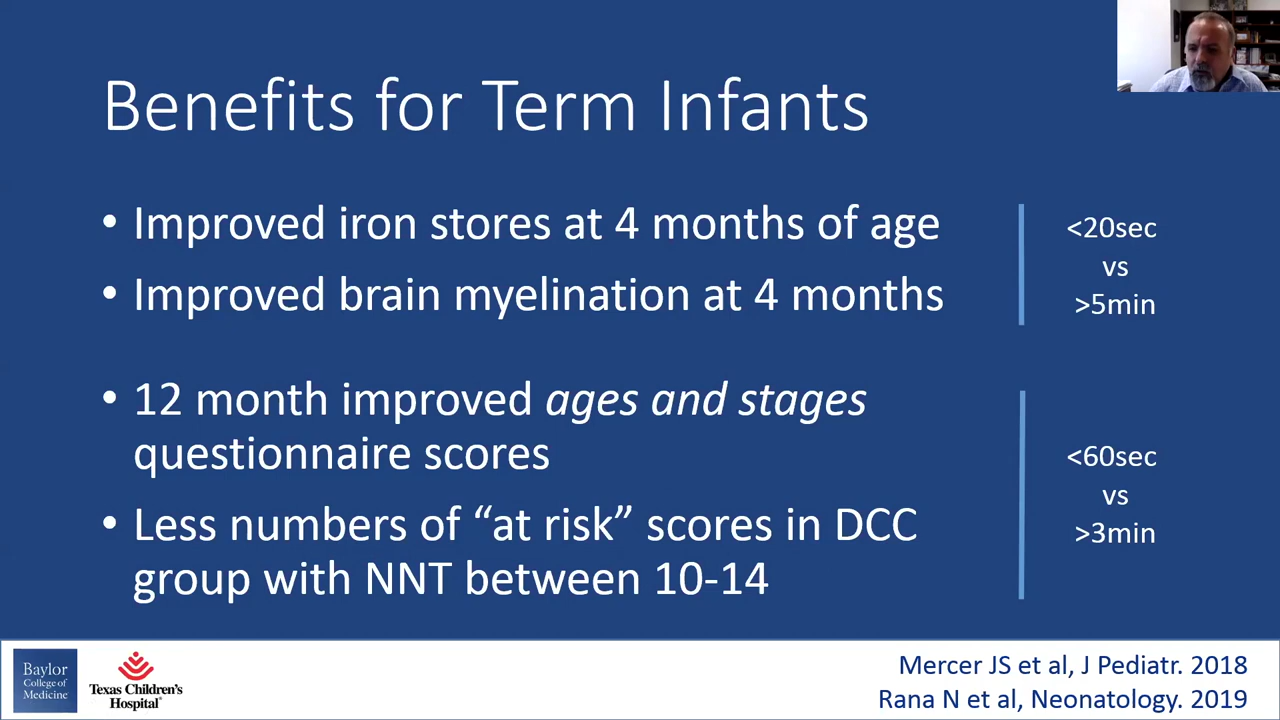 Benefits for Term Infants
• Improved iron stores at 4 months of age
• Improved brain myelination at 4 months
<20sec
vs
>5min
• 12 month improved ages and stages
questionnaire scores
• Less numbers of “at risk” scores in DCC
group with NNT between 10-14
<60sec
vs
>3min
Baylor
College of
Medicine
Texas Children's
Hospital®
Mercer JS et al, J Pediatr. 2018
Rana N et al, Neonatology. 2019